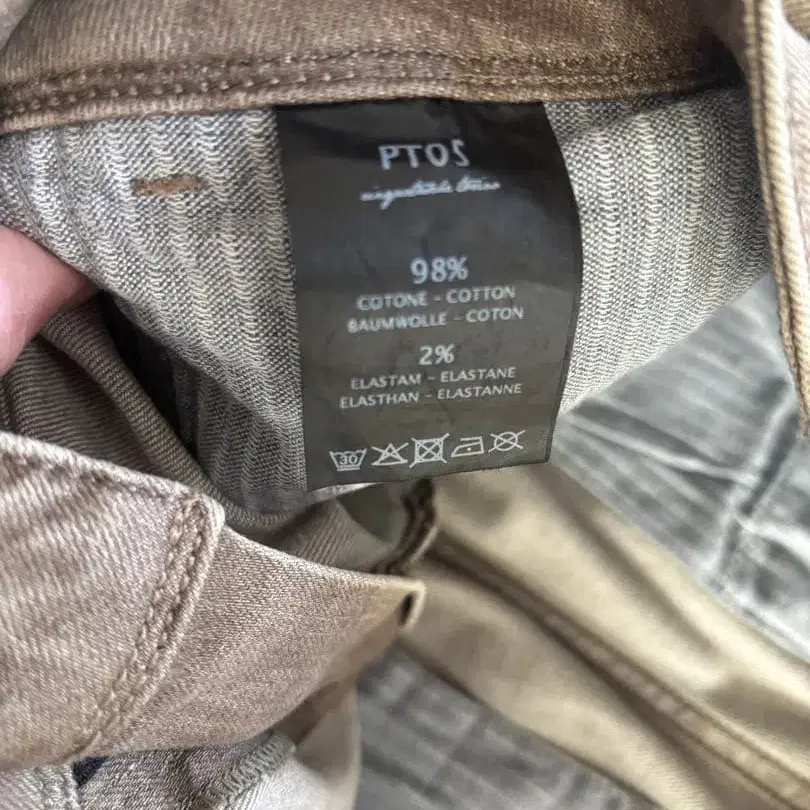 PT05
98%
COTONE - COTTON
BAUMWOLLE - COTON
2%
ELASTAM - ELASTANE
ELASTHAN - ELASTANNE
30